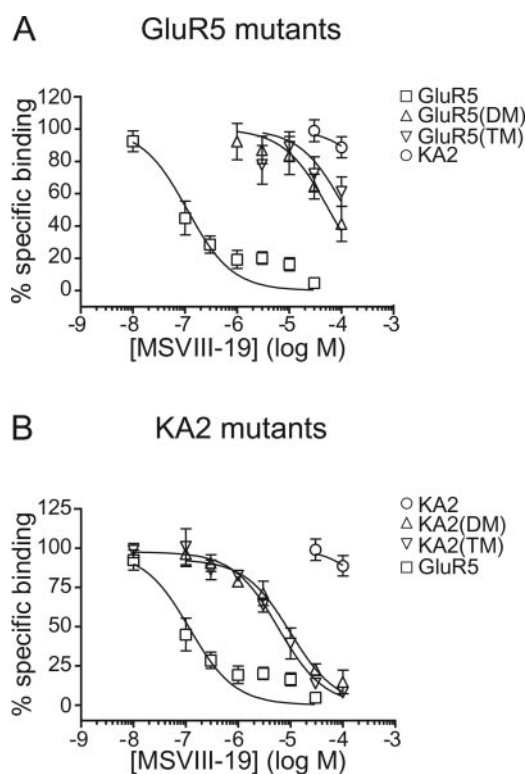 A
GluR5 mutants
GluR5
GluR5(DM)
GluR5(TM)
KA2
% specific binding
120
100
80
60
40
20
0
-9 -8 -7 -6 -5 -4 -3
[MSVIII-19] (log M)
B
KA2 mutants
KA2
KA2(DM)
KA2(TM)
GluR5
% specific binding
125
100
75
50
25
0
-9 -8 -7 -6 -5 -4 -3
[MSVIII-19] (log M)